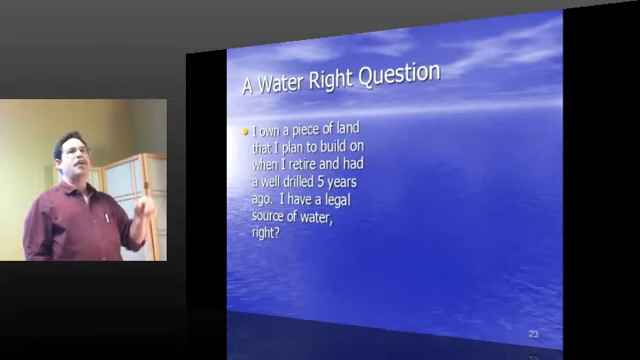 A Water Right Question
I own a piece of land
that I plan to build on
when I retire and had
a well drilled 5 years
ago. I have a legal
source of water,
right?
23